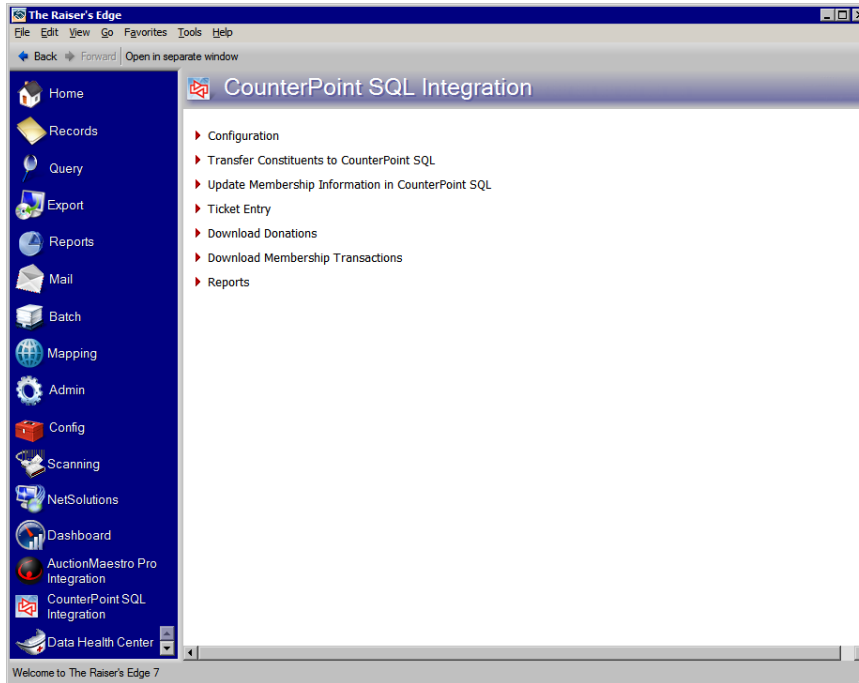 The Raiser's Edge
File Edit View Go Favorites Tools Help
Back Forward Open in separate window
Home
Records
Query
Export
Reports
Mail
Batch
Mapping
Admin
Config
Scanning
NetSolutions
Dashboard
AuctionMaestro Pro
Integration
CounterPoint SQL
Integration
Data Health Center
CounterPoint SQL Integration
Configuration
Transfer Constituents to CounterPoint SQL
Update Membership Information in CounterPoint SQL
Ticket Entry
Download Donations
Download Membership Transactions
Reports
Welcome to The Raiser's Edge 7